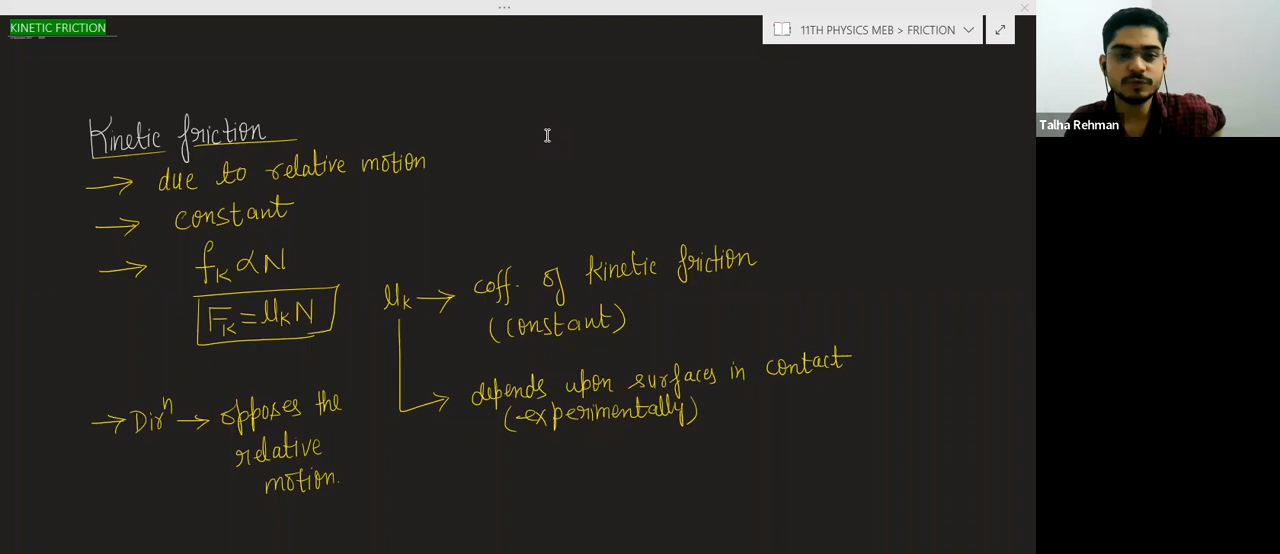 KINETIC FRICTION
11TH PHYSICS MEB > FRICTION
Talha Rehman
Kinetic friction
→ due to relative motion
→ constant
→ fK ∝ N
FK = μK N
μK → coff. of kinetic friction
(constant)
→ depends upon surfaces in contact
(experimentally)
→ Dirⁿ → opposes the
relative
motion.